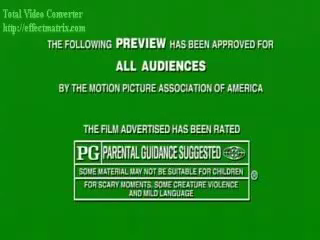 Total Video Converter
http://effectmatrix.com
THE FOLLOWING PREVIEW HAS BEEN APPROVED FOR
ALL AUDIENCES
BY THE MOTION PICTURE ASSOCIATION OF AMERICA
THE FILM ADVERTISED HAS BEEN RATED
PG PARENTAL GUIDANCE SUGGESTED
SOME MATERIAL MAY NOT BE SUITABLE FOR CHILDREN
®
FOR SCARY MOMENTS, SOME CREATURE VIOLENCE
AND MILD LANGUAGE